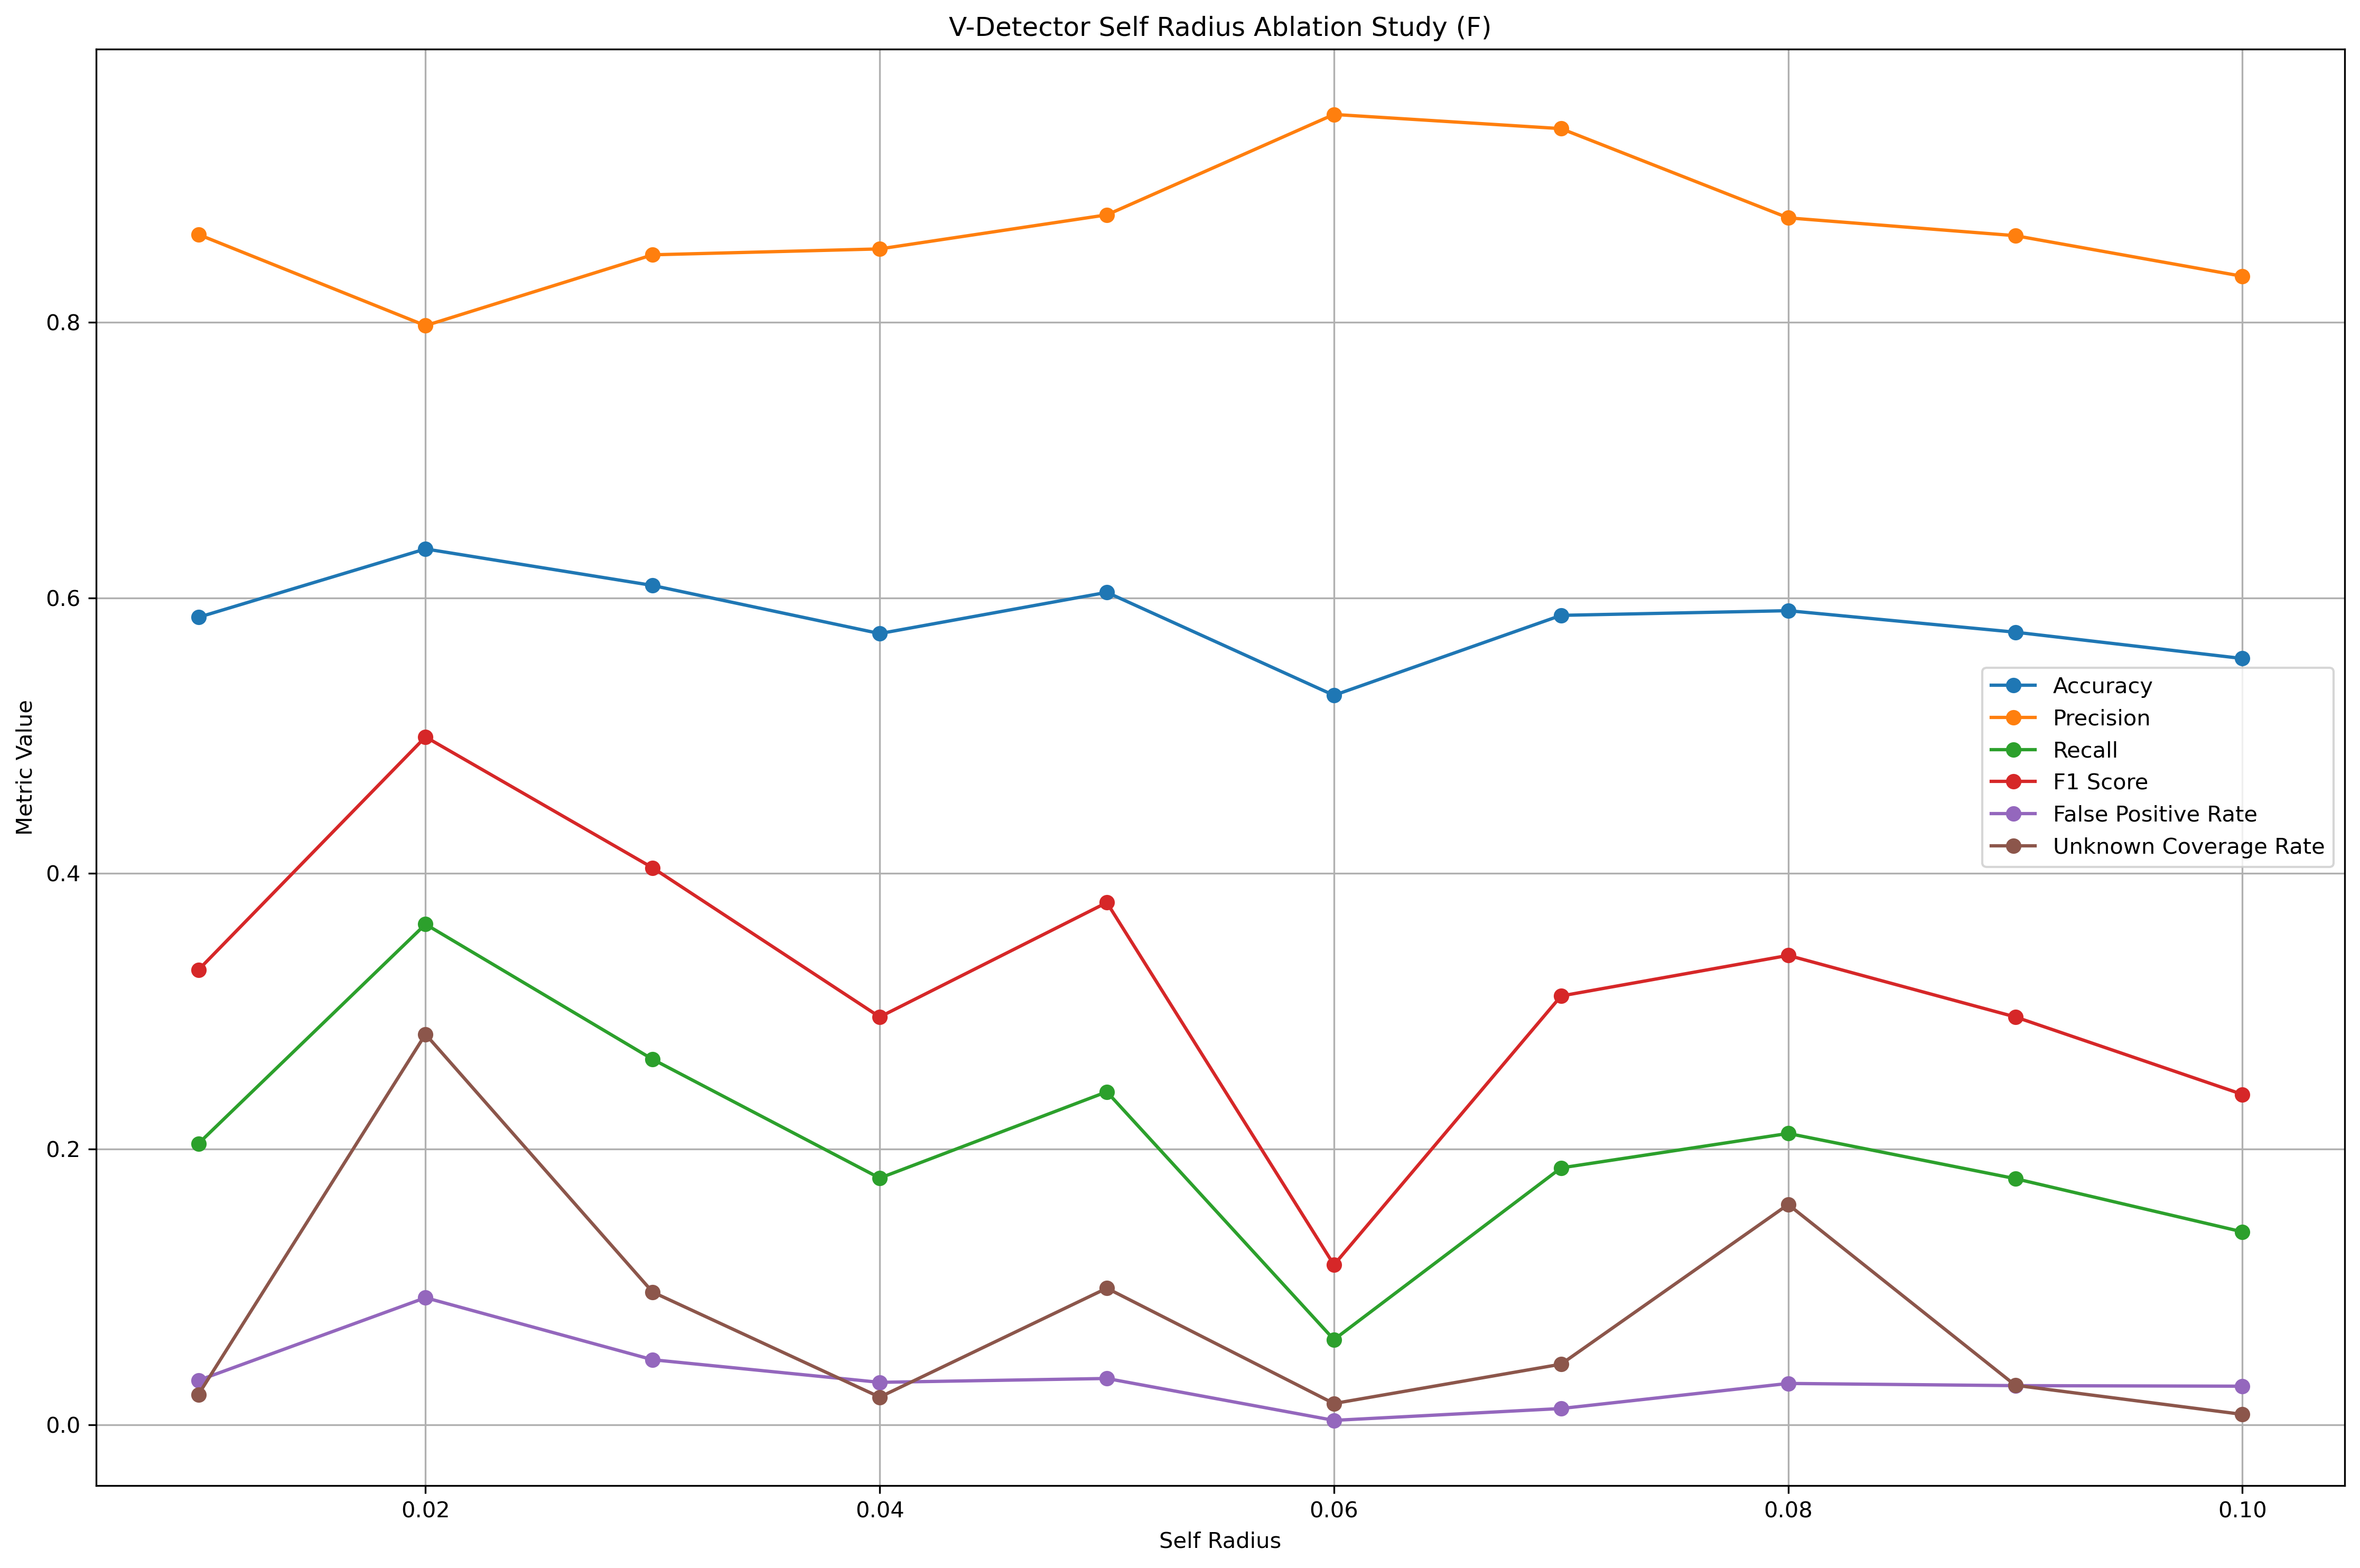 V-Detector Self Radius Ablation Study (F)
Metric Value
0.8
0.6
0.4
0.2
0.0
Accuracy
Precision
Recall
F1 Score
False Positive Rate
Unknown Coverage Rate
0.02
0.04
0.06
0.08
0.10
Self Radius